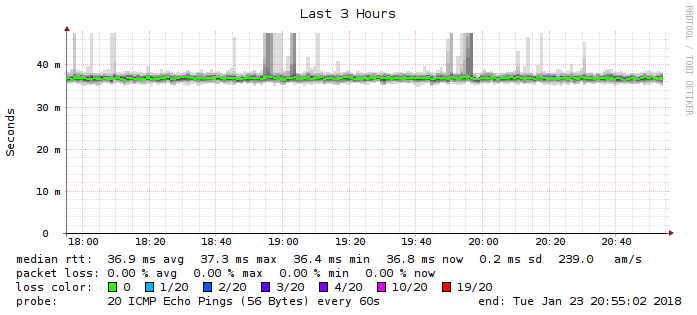 Last 3 Hours
RRDTOOL / TOBI OETIKER
Seconds
40 m
30 m
20 m
10 m
0
18:00 18:20 18:40 19:00 19:20 19:40 20:00 20:20 20:40
median rtt: 36.9 ms avg 37.3 ms max 36.4 ms min 36.8 ms now 0.2 ms sd 239.0 am/s
packet loss: 0.00 % avg 0.00 % max 0.00 % min 0.00 % now
loss color: 0 1/20 2/20 3/20 4/20 10/20 19/20
probe: 20 ICMP Echo Pings (56 Bytes) every 60s end: Tue Jan 23 20:55:02 2018